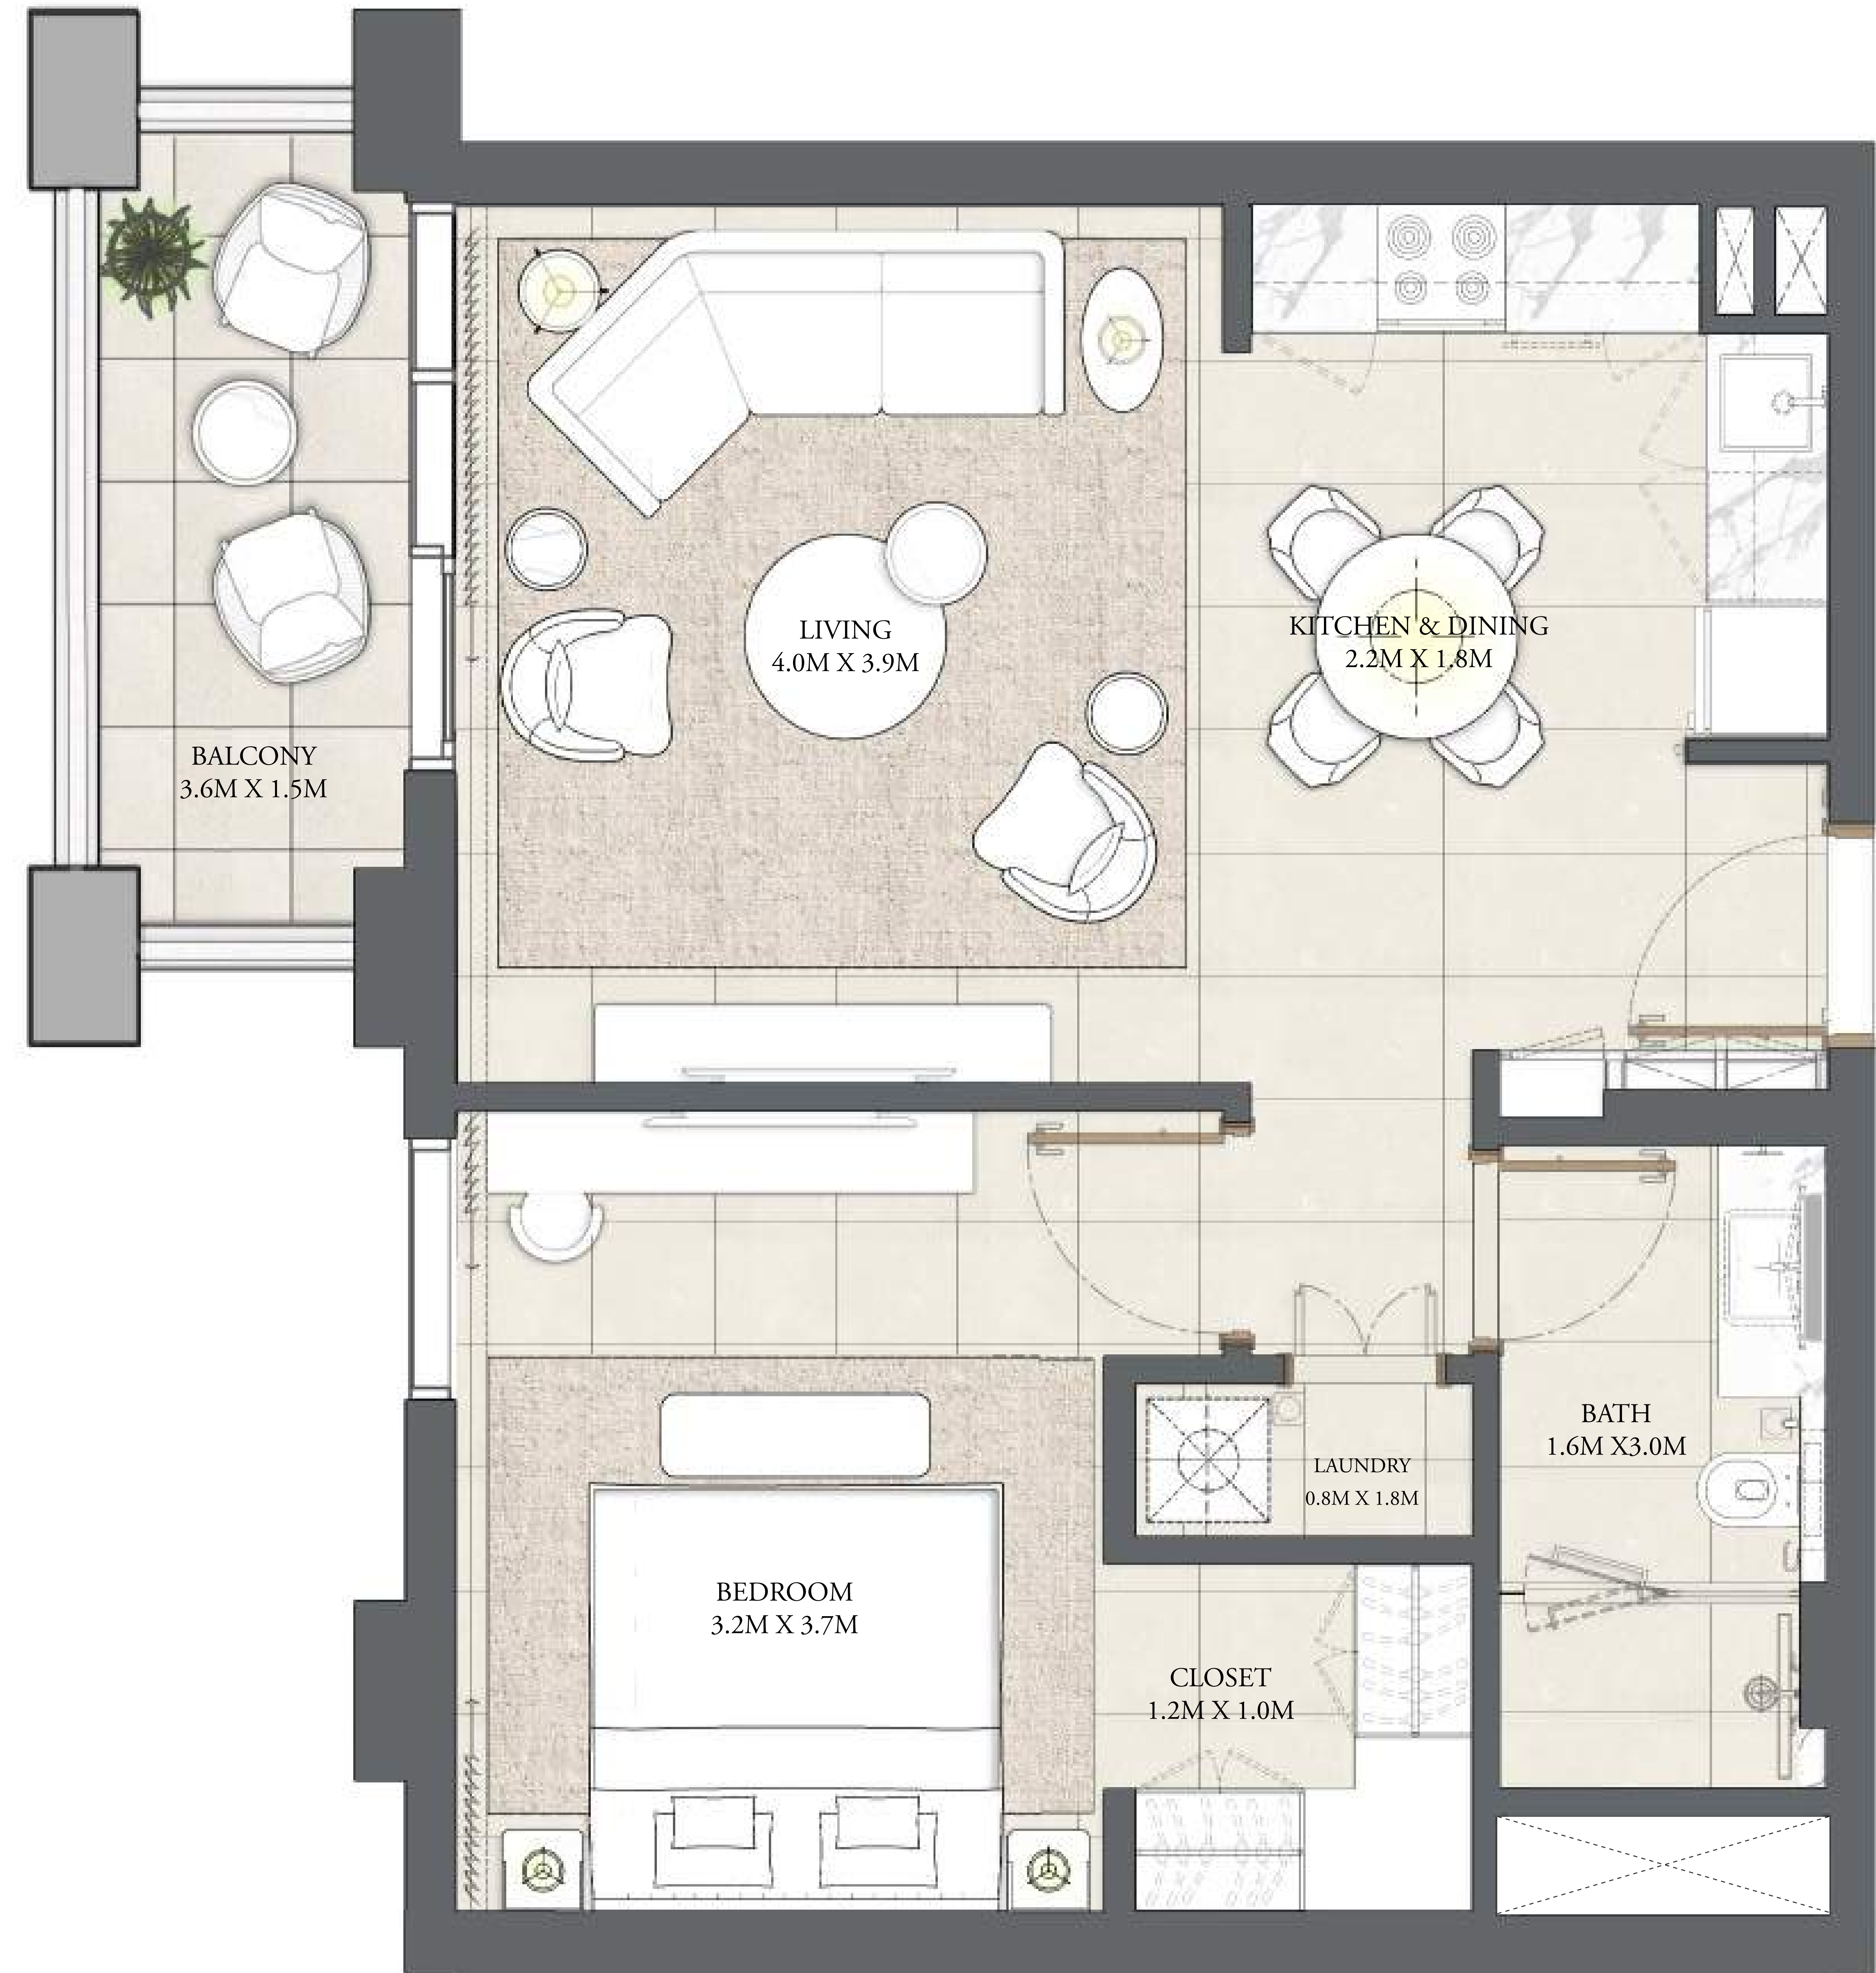 LIVING
4.0M X 3.9M
KITCHEN & DINING
2.2M X 1.8M
BALCONY
3.6M X 1.5M
BATH
1.6M X3.0M
LAUNDRY
0.8M X 1.8M
BEDROOM
3.2M X 3.7M
CLOSET
1.2M X 1.0M